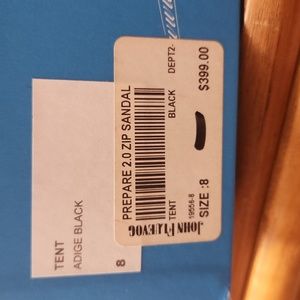 TENT
ADIGE BLACK
8
PREPARE 2.0 ZIP SANDAL
BLACK
DEPT2-
TENT
19556-8
SIZE :8
$399.00
JOHN FLUEVOG